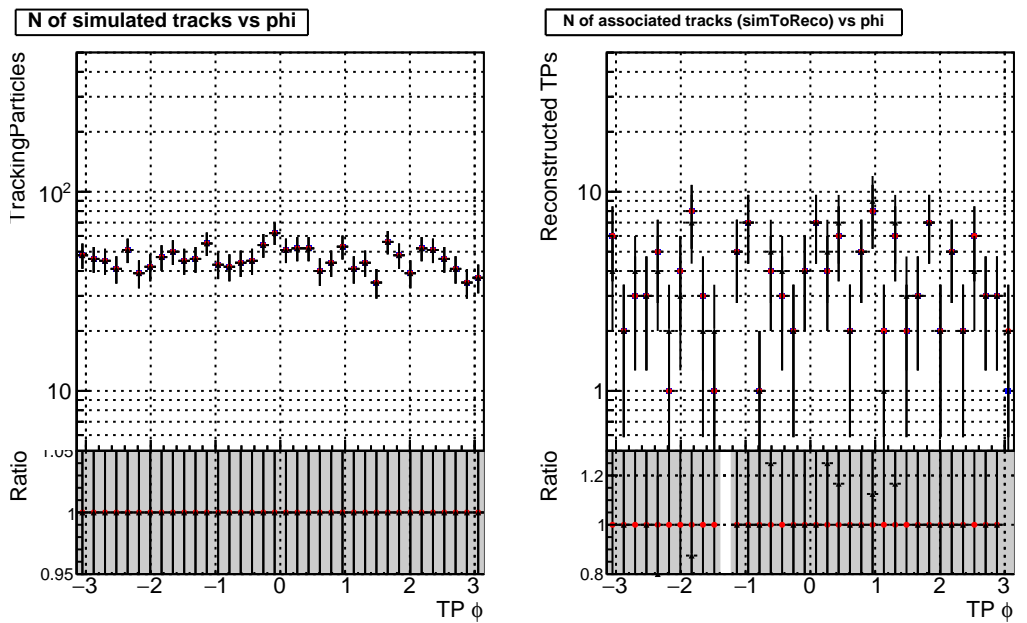 N of simulated tracks vs phi
TrackingParticles
10²
10
Ratio
1.05
1
0.95
−3 −2 −1 0 1 2 3
TP ϕ
N of associated tracks (simToReco) vs phi
Reconstructed TPs
10
1
Ratio
1.2
1
0.8
−3 −2 −1 0 1 2 3
TP ϕ